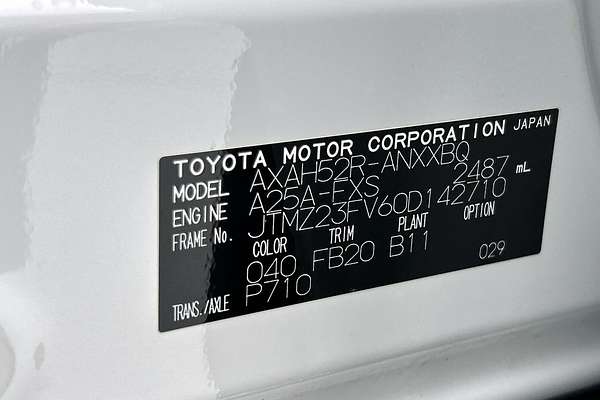 TOYOTA MOTOR CORPORATION JAPAN
MODEL AXAH52R-ANXXBQ
ENGINE A25A-FXS 2487 mL
FRAME No. JTMZ23FV60D142710
COLOR TRIM PLANT OPTION
040 FB20 B11 029
TRANS./AXLE P710